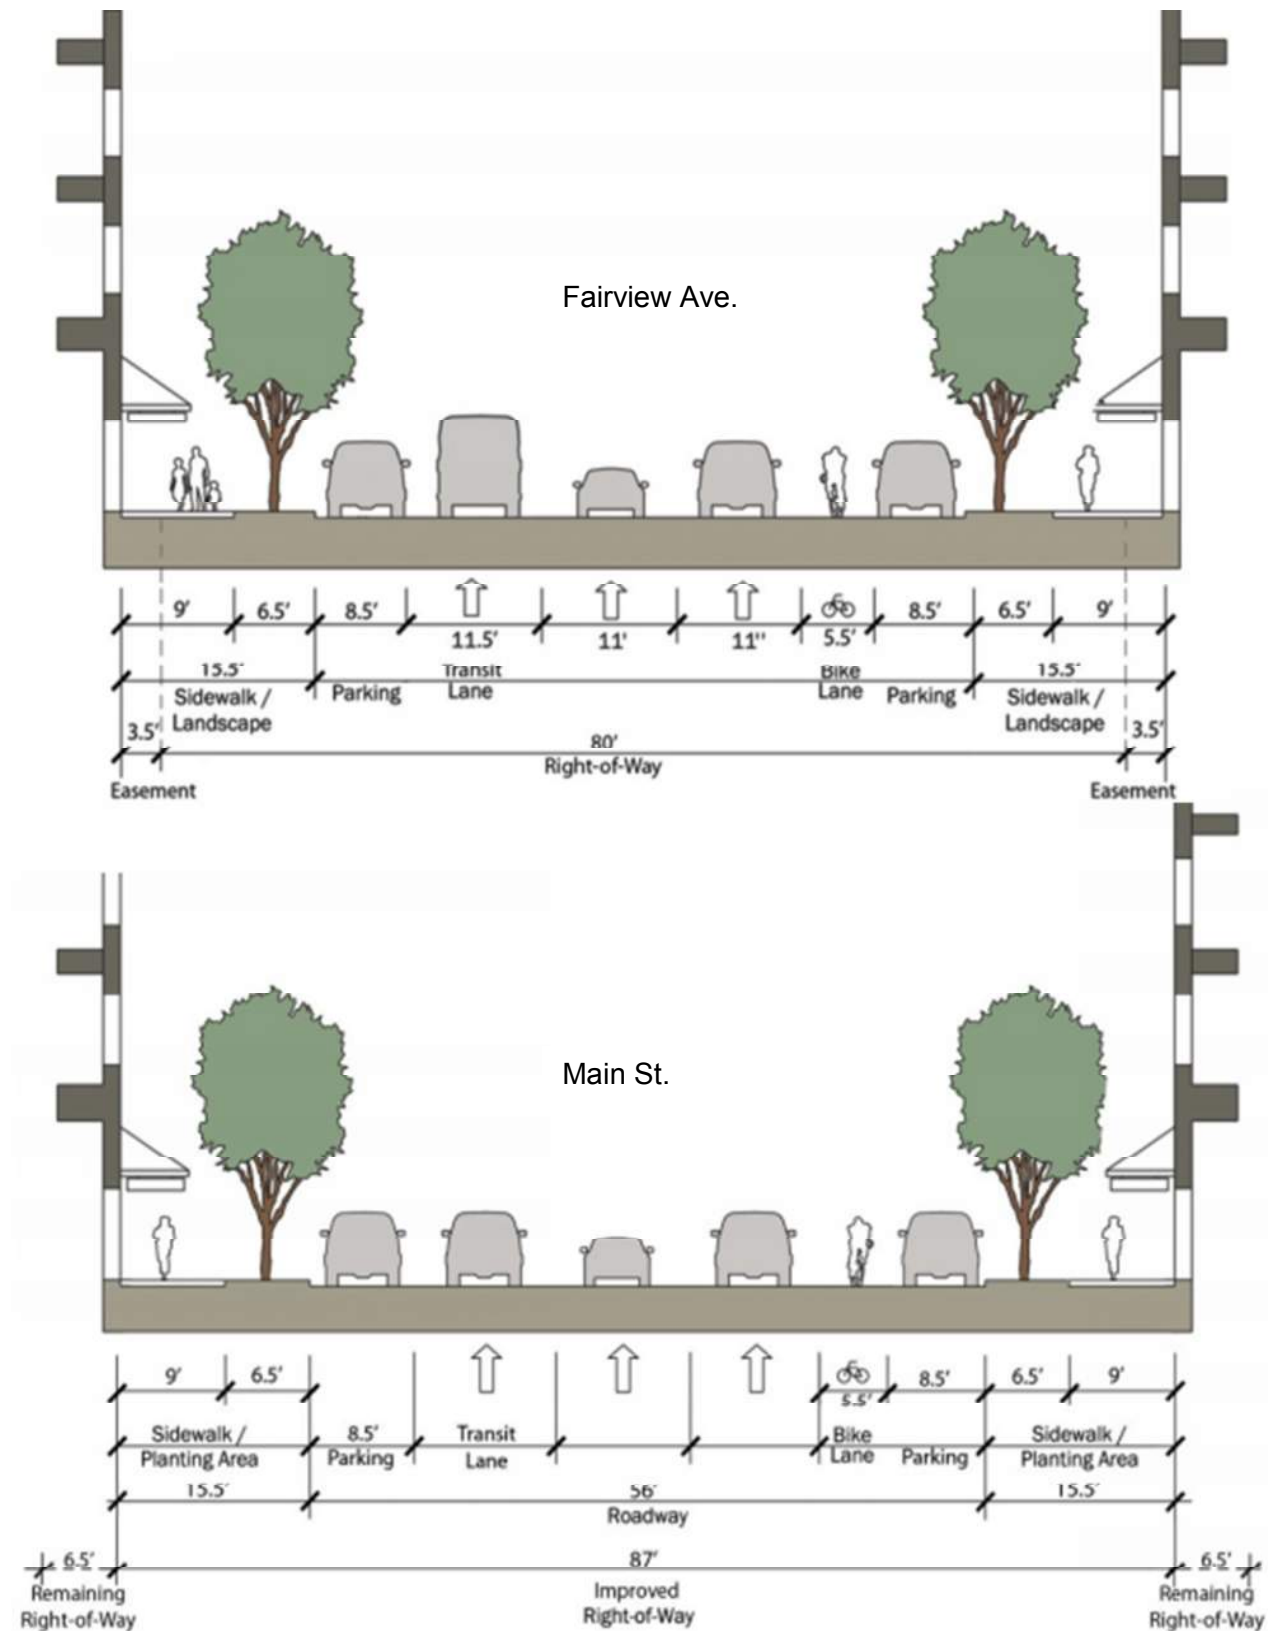 Fairview Ave.
9' 6.5' 8.5' 11.5' 11' 11" 5.5' 8.5' 6.5' 9'
15.5' Transit Bike 15.5'
Sidewalk / Parking Lane Lane Parking Sidewalk /
Landscape Landscape
3.5' 80' 3.5'
Right-of-Way
Easement Easement
Main St.
9' 6.5' 5.5' 8.5' 6.5' 9'
Sidewalk / 8.5' Transit Bike Sidewalk /
Planting Area Parking Lane Lane Parking Planting Area
15.5' 56' 15.5'
Roadway
6.5' 87' 6.5'
Remaining Improved Remaining
Right-of-Way Right-of-Way Right-of-Way